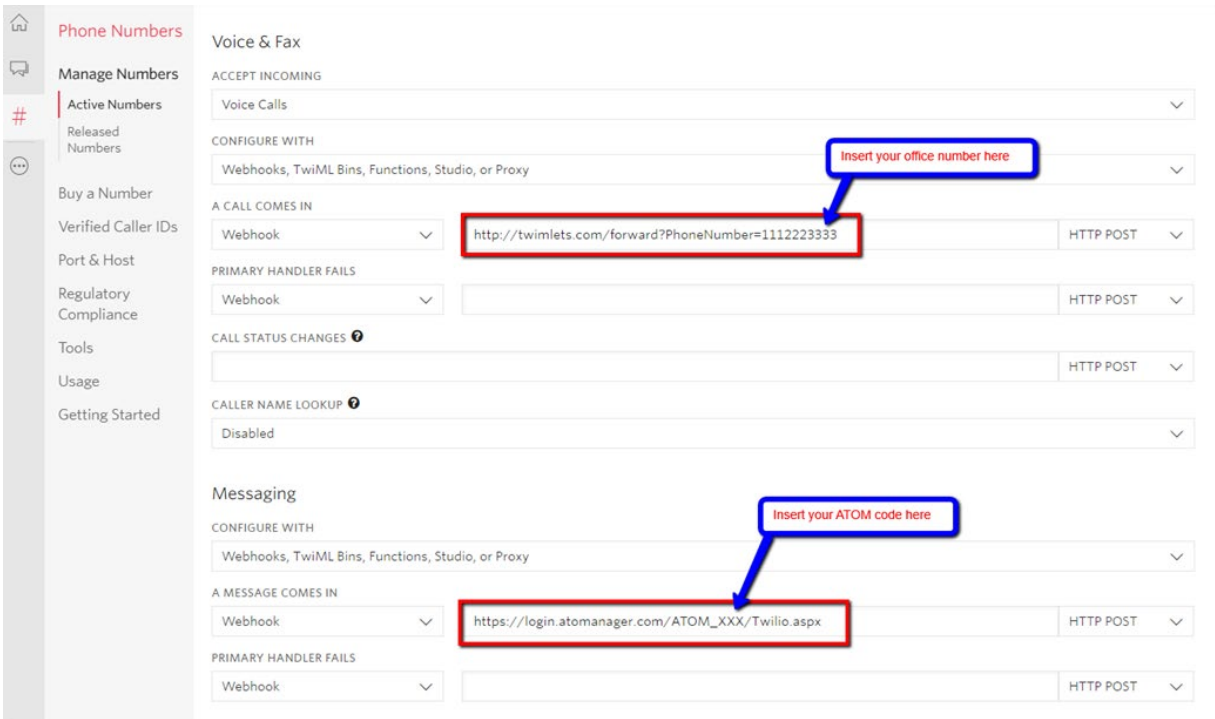 Phone Numbers
Manage Numbers
Active Numbers
Released
Numbers
Buy a Number
Verified Caller IDs
Port & Host
Regulatory
Compliance
Tools
Usage
Getting Started
Voice & Fax
ACCEPT INCOMING
Voice Calls
CONFIGURE WITH
Insert your office number here
Webhooks, TwiML Bins, Functions, Studio, or Proxy
A CALL COMES IN
Webhook http://twimlets.com/forward?PhoneNumber=1112223333 HTTP POST
PRIMARY HANDLER FAILS
Webhook HTTP POST
CALL STATUS CHANGES ?
HTTP POST
CALLER NAME LOOKUP ?
Disabled
Messaging
Insert your ATOM code here
CONFIGURE WITH
Webhooks, TwiML Bins, Functions, Studio, or Proxy
A MESSAGE COMES IN
Webhook https://login.atomanager.com/ATOM_XXX/Twilio.aspx HTTP POST
PRIMARY HANDLER FAILS
Webhook HTTP POST